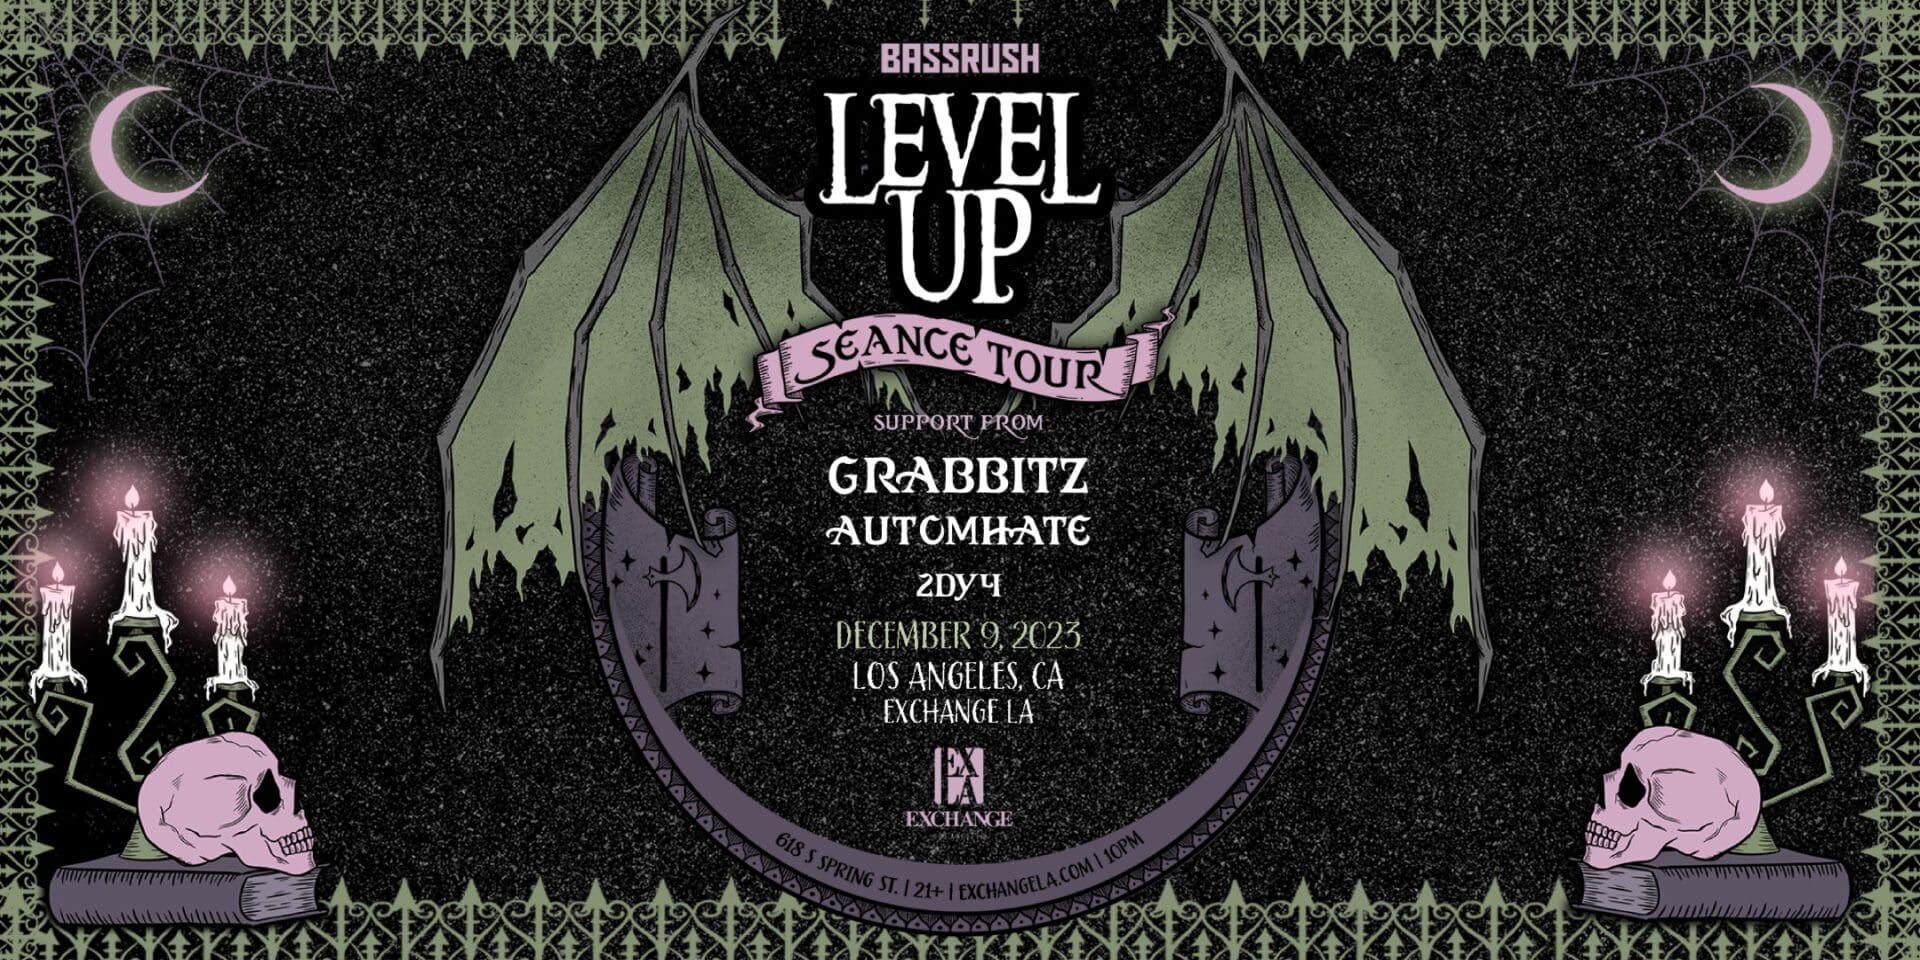 BASSRUSH
LEVEL
UP
SEANCE TOUR
SUPPORT FROM
GRABBITZ
AUTOMHATE
2DY4
DECEMBER 9, 2023
LOS ANGELES, CA
EXCHANGE LA
EX
LA
EXCHANGE
618 S SPRING ST. | 21+ | EXCHANGELA.COM | 10PM